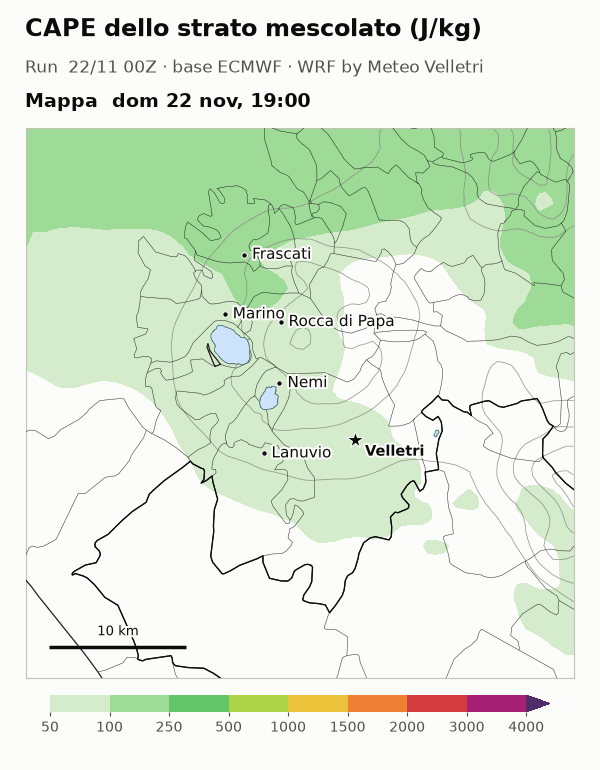 CAPE dello strato mescolato (J/kg)
Run  22/11 00Z · base ECMWF · WRF by Meteo Velletri
Mappa  dom 22 nov, 19:00
Frascati
Marino
Rocca di Papa
Nemi
Velletri
Lanuvio
10 km
50 100 250 500 1000 1500 2000 3000 4000